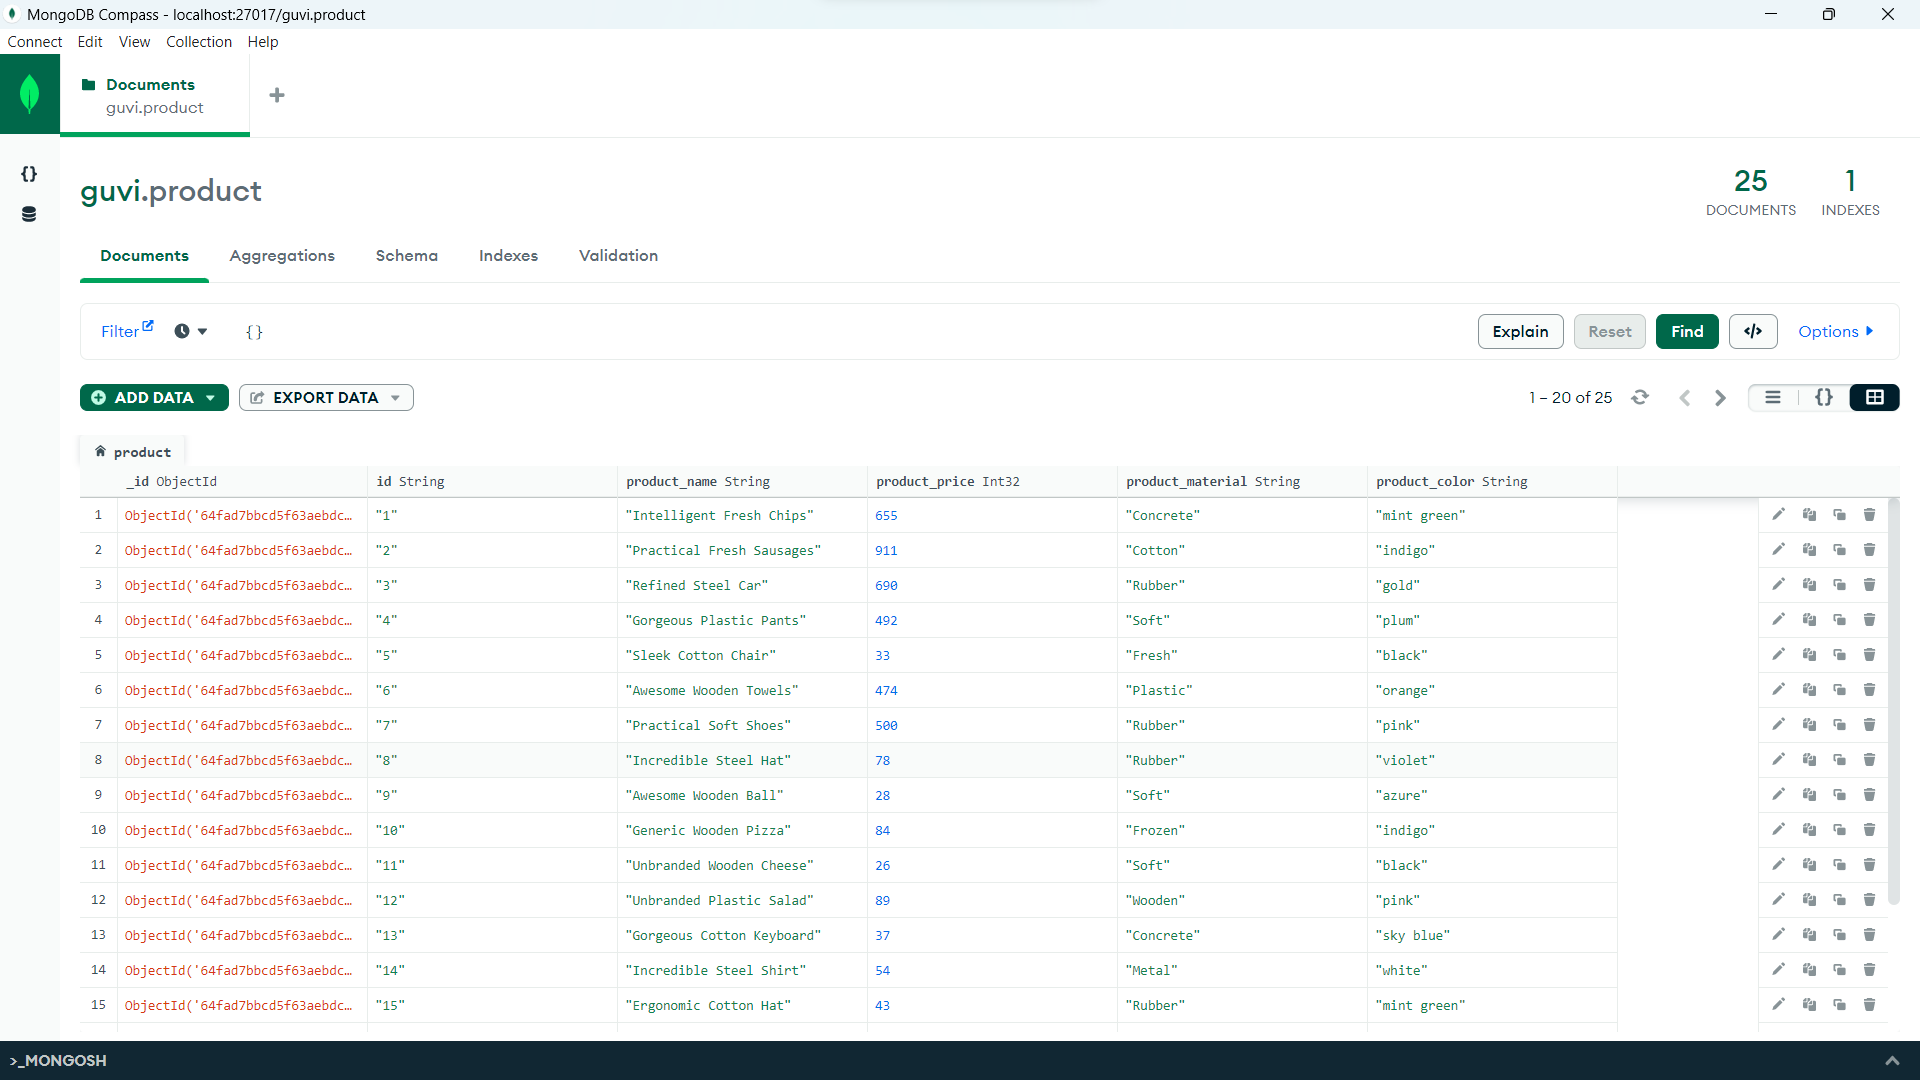 MongoDB Compass - localhost:27017/guvi.product
Connect Edit View Collection Help
Documents
guvi.product
guvi.product
25
DOCUMENTS
1
INDEXES
Documents Aggregations Schema Indexes Validation
Filter {} Explain Reset Find </> Options
ADD DATA EXPORT DATA 1 – 20 of 25 {}
product
_id ObjectId id String product_name String product_price Int32 product_material String product_color String
1 ObjectId('64fad7bbcd5f63aebdc… "1" "Intelligent Fresh Chips" 655 "Concrete" "mint green"
2 ObjectId('64fad7bbcd5f63aebdc… "2" "Practical Fresh Sausages" 911 "Cotton" "indigo"
3 ObjectId('64fad7bbcd5f63aebdc… "3" "Refined Steel Car" 690 "Rubber" "gold"
4 ObjectId('64fad7bbcd5f63aebdc… "4" "Gorgeous Plastic Pants" 492 "Soft" "plum"
5 ObjectId('64fad7bbcd5f63aebdc… "5" "Sleek Cotton Chair" 33 "Fresh" "black"
6 ObjectId('64fad7bbcd5f63aebdc… "6" "Awesome Wooden Towels" 474 "Plastic" "orange"
7 ObjectId('64fad7bbcd5f63aebdc… "7" "Practical Soft Shoes" 500 "Rubber" "pink"
8 ObjectId('64fad7bbcd5f63aebdc… "8" "Incredible Steel Hat" 78 "Rubber" "violet"
9 ObjectId('64fad7bbcd5f63aebdc… "9" "Awesome Wooden Ball" 28 "Soft" "azure"
10 ObjectId('64fad7bbcd5f63aebdc… "10" "Generic Wooden Pizza" 84 "Frozen" "indigo"
11 ObjectId('64fad7bbcd5f63aebdc… "11" "Unbranded Wooden Cheese" 26 "Soft" "black"
12 ObjectId('64fad7bbcd5f63aebdc… "12" "Unbranded Plastic Salad" 89 "Wooden" "pink"
13 ObjectId('64fad7bbcd5f63aebdc… "13" "Gorgeous Cotton Keyboard" 37 "Concrete" "sky blue"
14 ObjectId('64fad7bbcd5f63aebdc… "14" "Incredible Steel Shirt" 54 "Metal" "white"
15 ObjectId('64fad7bbcd5f63aebdc… "15" "Ergonomic Cotton Hat" 43 "Rubber" "mint green"
>_MONGOSH